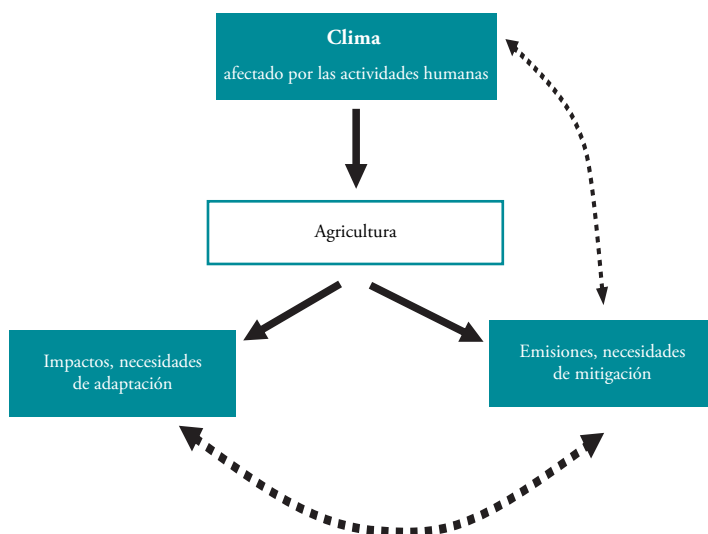 Clima
afectado por las actividades humanas
Agricultura
Impactos, necesidades
de adaptación
Emisiones, necesidades
de mitigación